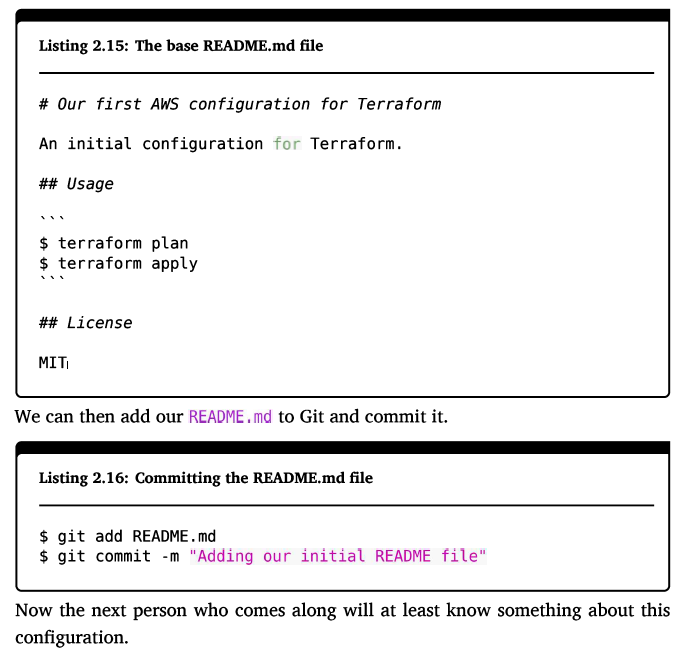 Listing 2.15: The base README.md file
# Our first AWS configuration for Terraform
An initial configuration for Terraform.
## Usage
```
$ terraform plan
$ terraform apply
```
## License
MIT
We can then add our README.md to Git and commit it.
Listing 2.16: Committing the README.md file
$ git add README.md
$ git commit -m "Adding our initial README file"
Now the next person who comes along will at least know something about this
configuration.